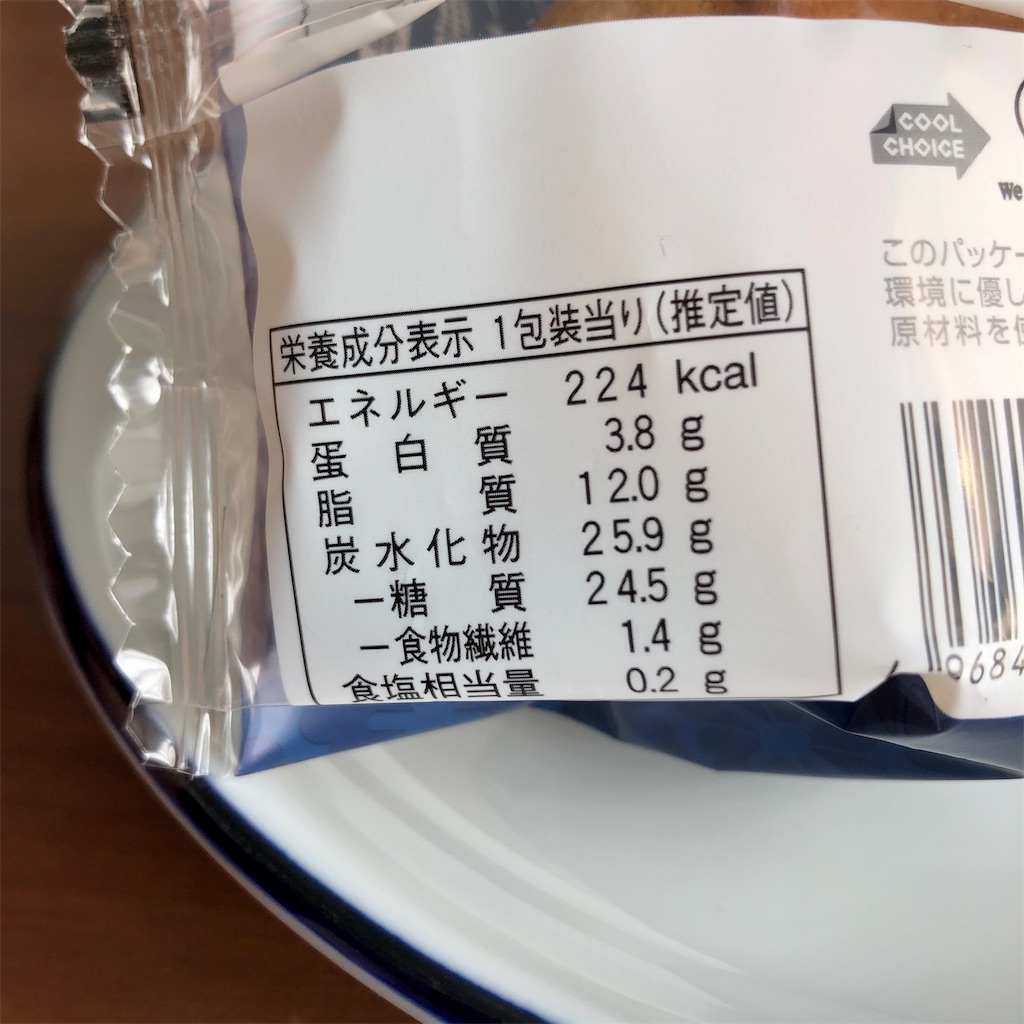 COOL
CHOICE
We
このパッケー
環境に優し
原材料を使
栄養成分表示 1包装当り(推定値)
エネルギー 224 kcal
蛋白質 3.8 g
脂質 12.0 g
炭水化物 25.9 g
－糖質 24.5 g
－食物繊維 1.4 g
食塩相当量 0.2 g
9684